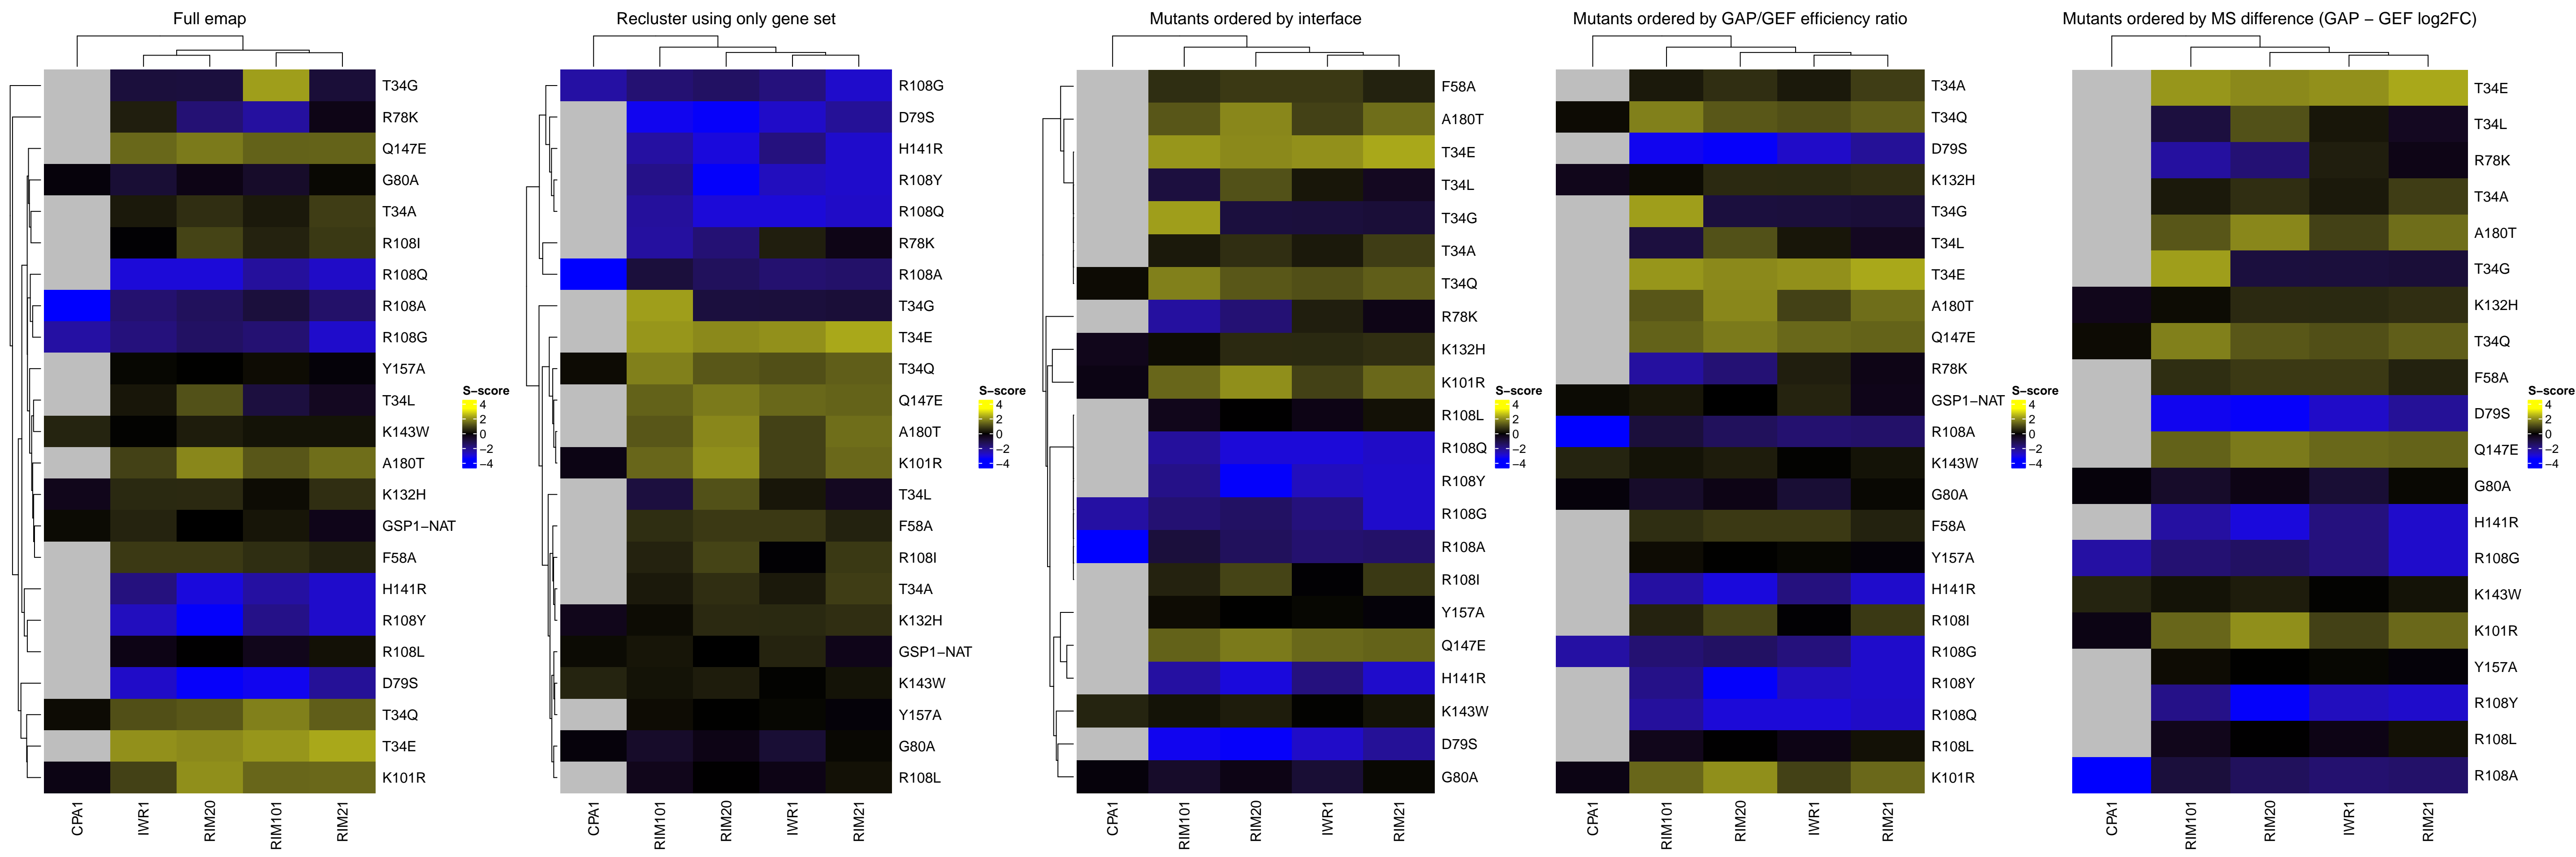 Full emap
T34G
R78K
Q147E
G80A
T34A
R108I
R108Q
R108A
R108G
Y157A
T34L
K143W
A180T
K132H
GSP1−NAT
F58A
H141R
R108Y
R108L
D79S
T34Q
T34E
K101R
CPA1
IWR1
RIM20
RIM101
RIM21
S−score
4
2
0
−2
−4
Recluster using only gene set
R108G
D79S
H141R
R108Y
R108Q
R78K
R108A
T34G
T34E
T34Q
Q147E
A180T
K101R
T34L
F58A
R108I
T34A
K132H
GSP1−NAT
K143W
Y157A
G80A
R108L
CPA1
RIM101
RIM20
IWR1
RIM21
S−score
4
2
0
−2
−4
Mutants ordered by interface
F58A
A180T
T34E
T34L
T34G
T34A
T34Q
R78K
K132H
K101R
R108L
R108Q
R108Y
R108G
R108A
R108I
Y157A
Q147E
H141R
K143W
D79S
G80A
CPA1
RIM101
RIM20
IWR1
RIM21
S−score
4
2
0
−2
−4
Mutants ordered by GAP/GEF efficiency ratio
T34A
T34Q
D79S
K132H
T34G
T34L
T34E
A180T
Q147E
R78K
GSP1−NAT
R108A
K143W
G80A
F58A
Y157A
H141R
R108I
R108G
R108Y
R108Q
R108L
K101R
CPA1
RIM101
RIM20
IWR1
RIM21
S−score
4
2
0
−2
−4
Mutants ordered by MS difference (GAP − GEF log2FC)
T34E
T34L
R78K
T34A
A180T
T34G
K132H
T34Q
F58A
D79S
Q147E
G80A
H141R
R108G
K143W
K101R
Y157A
R108Y
R108L
R108A
CPA1
RIM101
RIM20
IWR1
RIM21
S−score
4
2
0
−2
−4